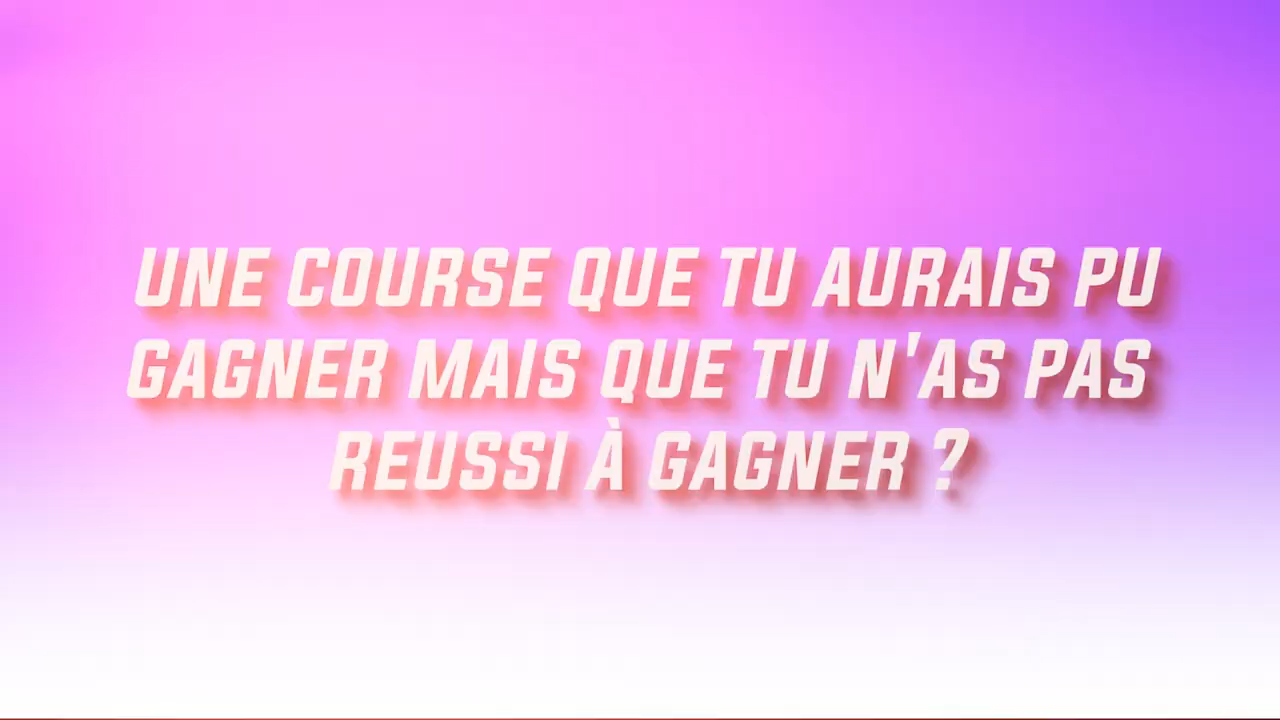 UNE COURSE QUE TU AURAIS PU
GAGNER MAIS QUE TU N'AS PAS
REUSSI À GAGNER ?